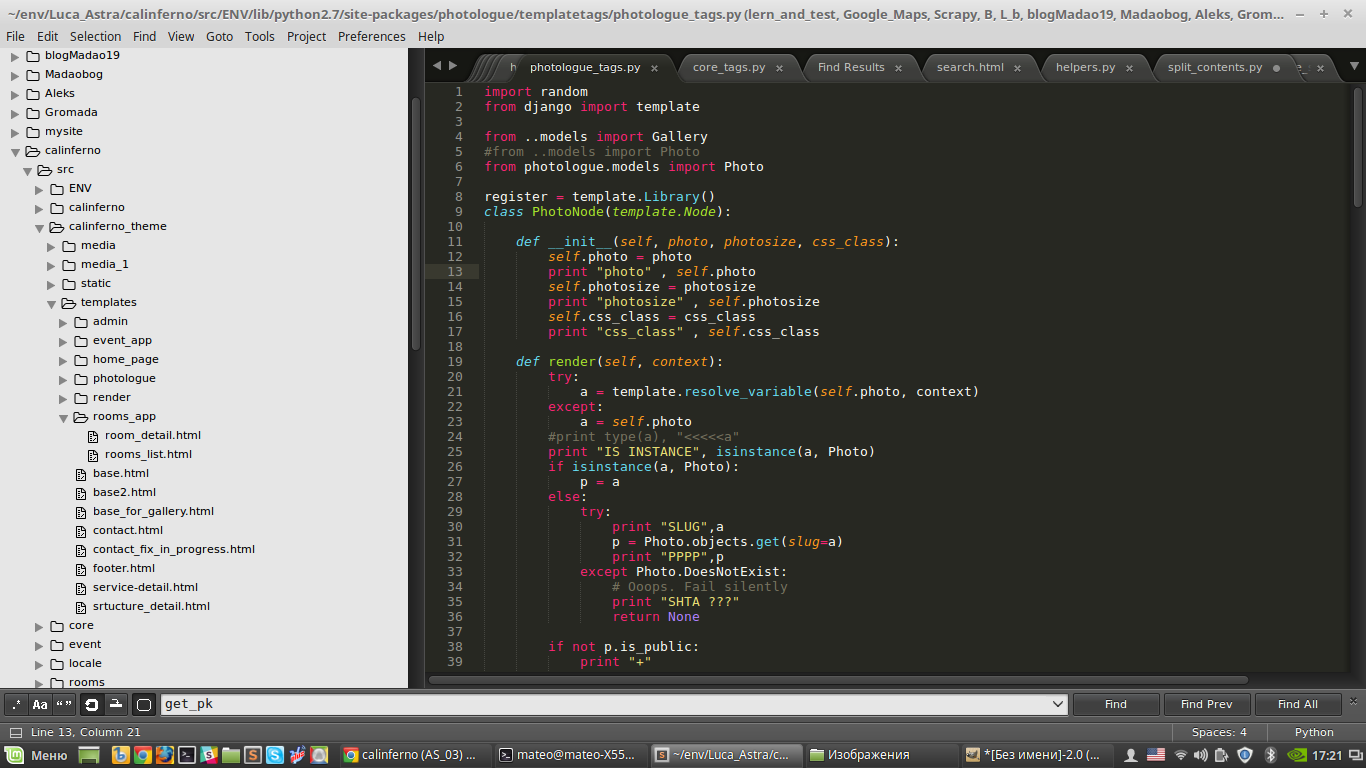 ~/env/Luca_Astra/calinferno/src/ENV/lib/python2.7/site-packages/photologue/templatetags/photologue_tags.py (lern_and_test, Google_Maps, Scrapy, B, L_b, blogMadao19, Madaobog, Aleks, Grom...
File Edit Selection Find View Goto Tools Project Preferences Help
blogMadao19
Madaobog
Aleks
Gromada
mysite
calinferno
src
ENV
calinferno
calinferno_theme
media
media_1
static
templates
admin
event_app
home_page
photologue
render
rooms_app
room_detail.html
rooms_list.html
base.html
base2.html
base_for_gallery.html
contact.html
contact_fix_in_progress.html
footer.html
service-detail.html
srtucture_detail.html
core
event
locale
rooms
photologue_tags.py × core_tags.py × Find Results × search.html × helpers.py × split_contents.py
1 import random
2 from django import template
3
4 from ..models import Gallery
5 #from ..models import Photo
6 from photologue.models import Photo
7
8 register = template.Library()
9 class PhotoNode(template.Node):
10
11     def __init__(self, photo, photosize, css_class):
12         self.photo = photo
13         print "photo" , self.photo
14         self.photosize = photosize
15         print "photosize" , self.photosize
16         self.css_class = css_class
17         print "css_class" , self.css_class
18
19     def render(self, context):
20         try:
21             a = template.resolve_variable(self.photo, context)
22         except:
23             a = self.photo
24         #print type(a), "<<<<<a"
25         print "IS INSTANCE", isinstance(a, Photo)
26         if isinstance(a, Photo):
27             p = a
28         else:
29             try:
30                 print "SLUG",a
31                 p = Photo.objects.get(slug=a)
32                 print "PPPP",p
33             except Photo.DoesNotExist:
34                 # Ooops. Fail silently
35                 print "SHTA ???"
36                 return None
37
38         if not p.is_public:
39             print "+"
.* Aa “ ” get_pk Find Find Prev Find All
Line 13, Column 21 Spaces: 4 Python
Меню calinferno (AS_03) ... mateo@mateo-X55... ~/env/Luca_Astra/c... Изображения *[Без имени]-2.0 (... 17:21